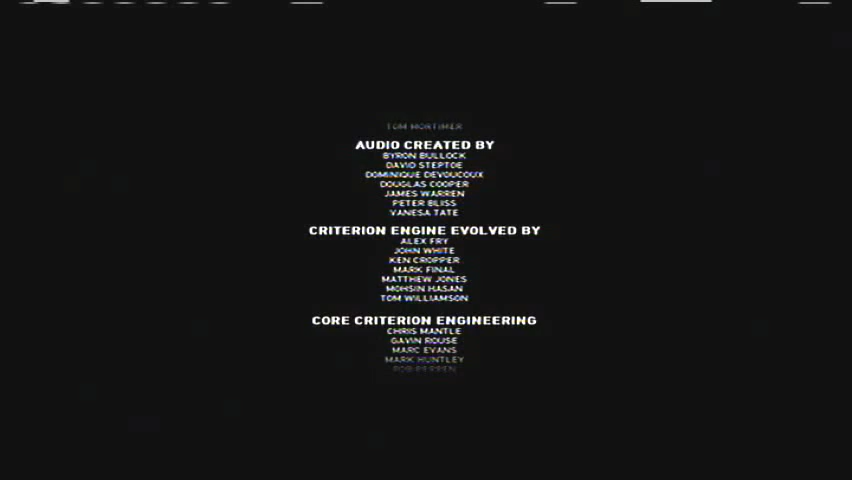 TOM MORTIMER
AUDIO CREATED BY
BYRON BULLOCK
DAVID STEPTOE
DOMINIQUE DEVOUCOUX
DOUGLAS COOPER
JAMES WARREN
PETER BLISS
VANESA TATE
CRITERION ENGINE EVOLVED BY
ALEX FRY
JOHN WHITE
KEN CROPPER
MARK FINAL
MATTHEW JONES
MOHSIN HASAN
TOM WILLIAMSON
CORE CRITERION ENGINEERING
CHRIS MANTLE
GAVIN ROUSE
MARC EVANS
MARK HUNTLEY